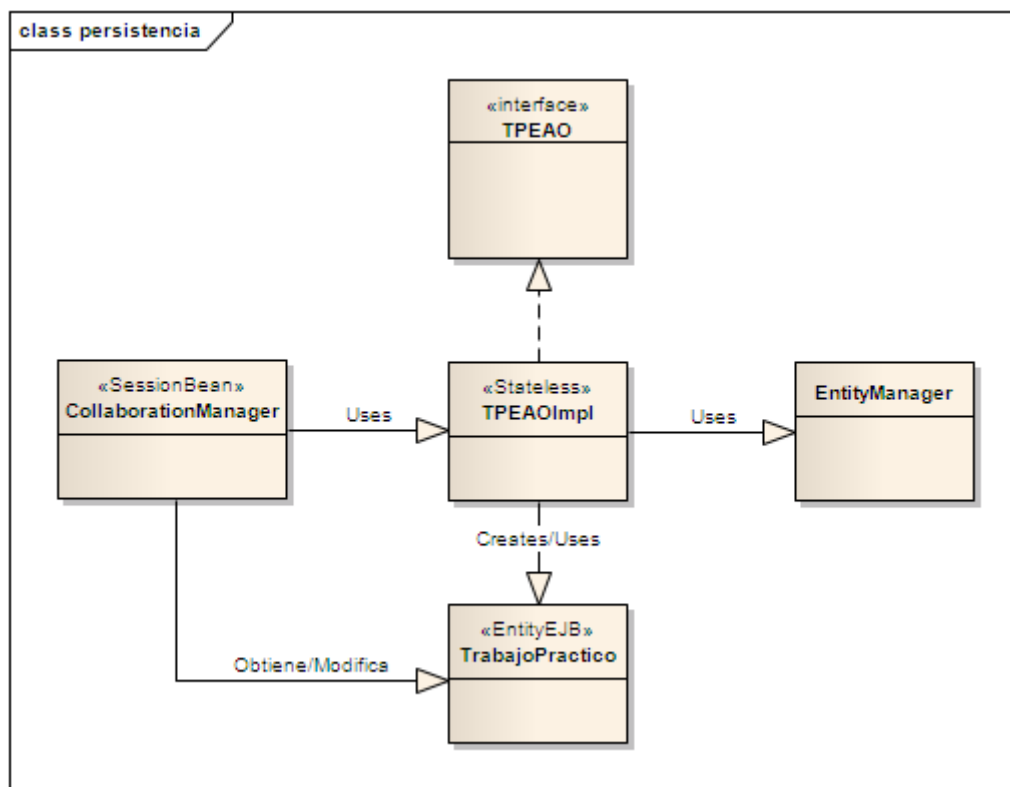 class persistencia
«interface»
TPEAO
«SessionBean»
CollaborationManager
Uses
«Stateless»
TPEAOImpl
Uses
EntityManager
Creates/Uses
Obtiene/Modifica
«EntityEJB»
TrabajoPractico